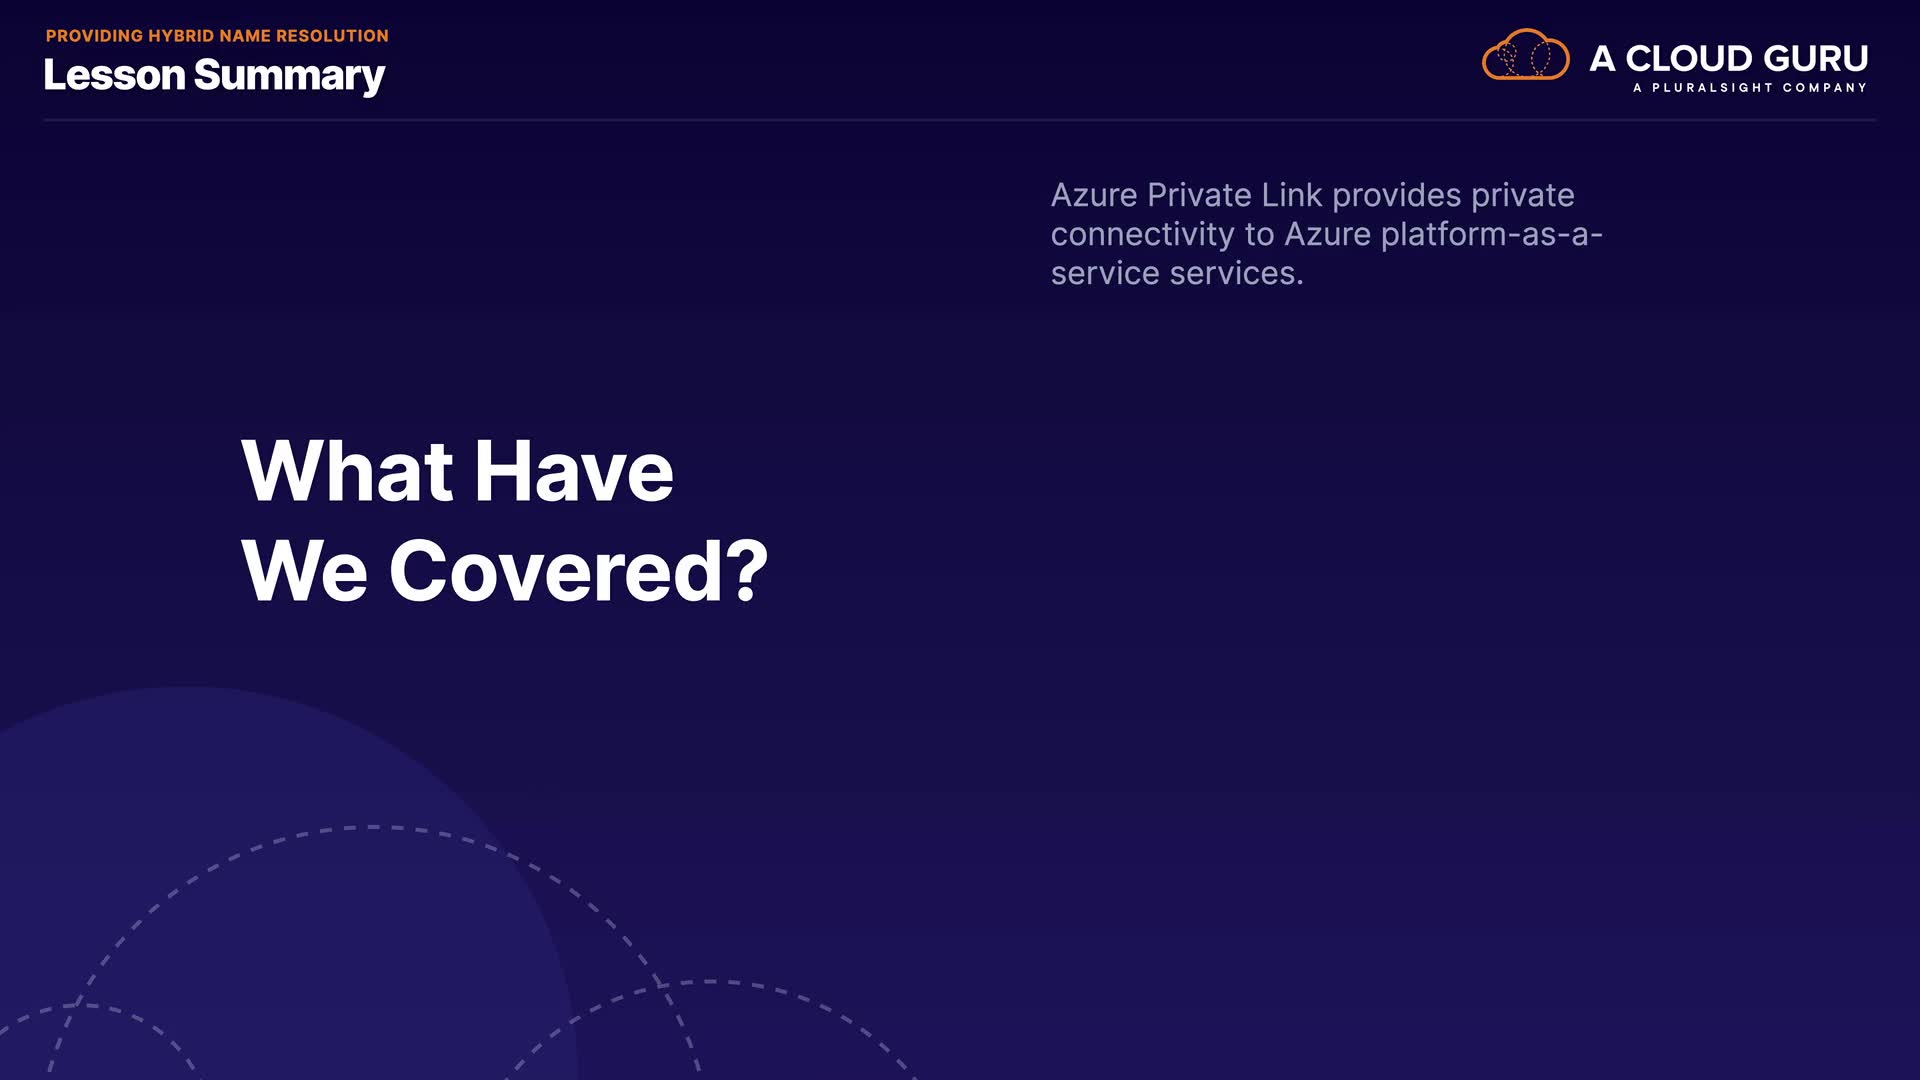 PROVIDING HYBRID NAME RESOLUTION
Lesson Summary
A CLOUD GURU
A PLURALSIGHT COMPANY
Azure Private Link provides private
connectivity to Azure platform-as-a-
service services.
What Have
We Covered?